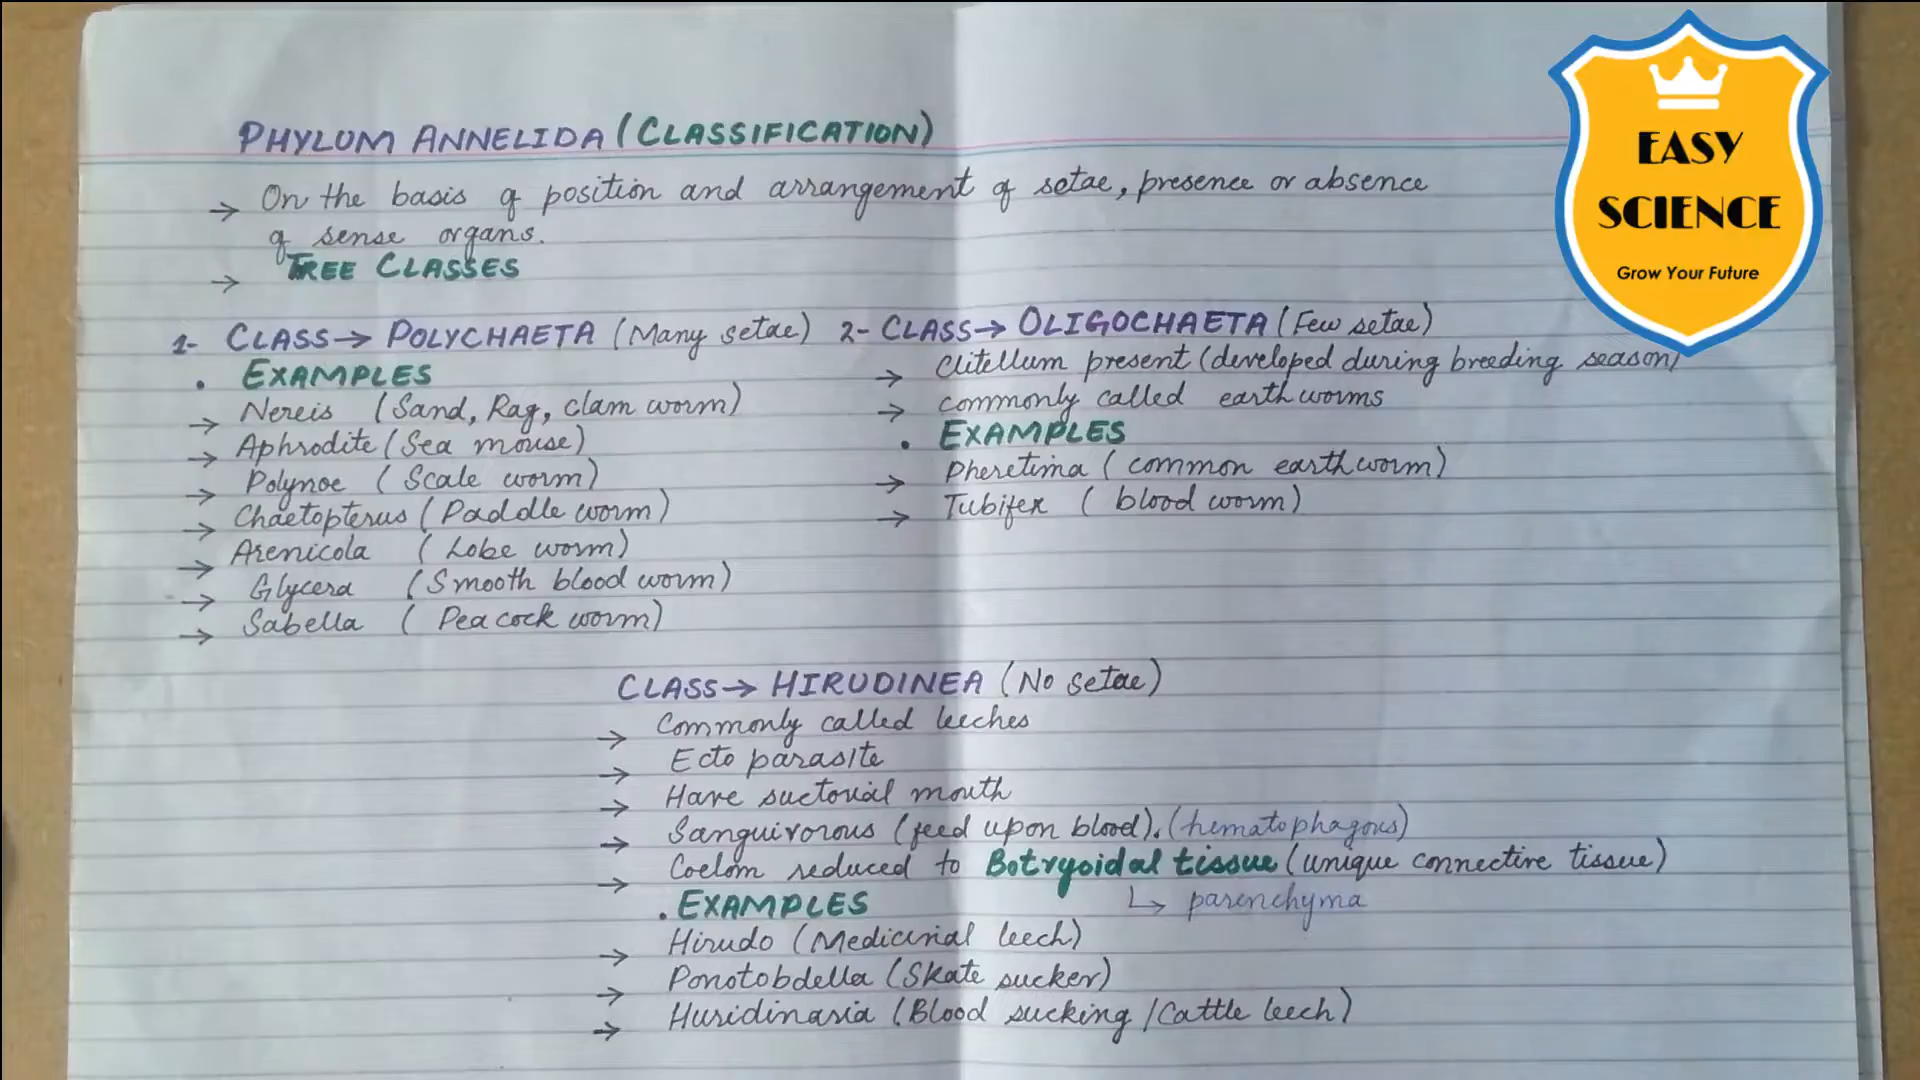 PHYLUM ANNELIDA (CLASSIFICATION)
→ On the basis of position and arrangement of setae, presence or absence
of sense organs.
→ TREE CLASSES
1- CLASS → POLYCHAETA (Many setae)
• EXAMPLES
→ Nereis (Sand, Rag, clam worm)
→ Aphrodite (Sea mouse)
→ Polynoe (Scale worm)
→ Chaetopterus (Paddle worm)
→ Arenicola (Lobe worm)
→ Glycera (Smooth blood worm)
→ Sabella (Peacock worm)
2- CLASS → OLIGOCHAETA (Few setae)
→ Clitellum present (developed during breeding season)
→ commonly called earthworms
• EXAMPLES
→ Pheretima (common earthworm)
→ Tubifex (blood worm)
CLASS → HIRUDINEA (No setae)
→ Commonly called leeches
→ Ecto parasite
→ Have suctorial mouth
→ Sanguivorous (feed upon blood). (hematophagous)
→ Coelom reduced to Botryoidal tissue (unique connective tissue)
↳ parenchyma
• EXAMPLES
→ Hirudo (Medicinal leech)
→ Ponotobdella (Skate sucker)
→ Huridinaria (Blood sucking / Cattle leech)
EASY
SCIENCE
Grow Your Future